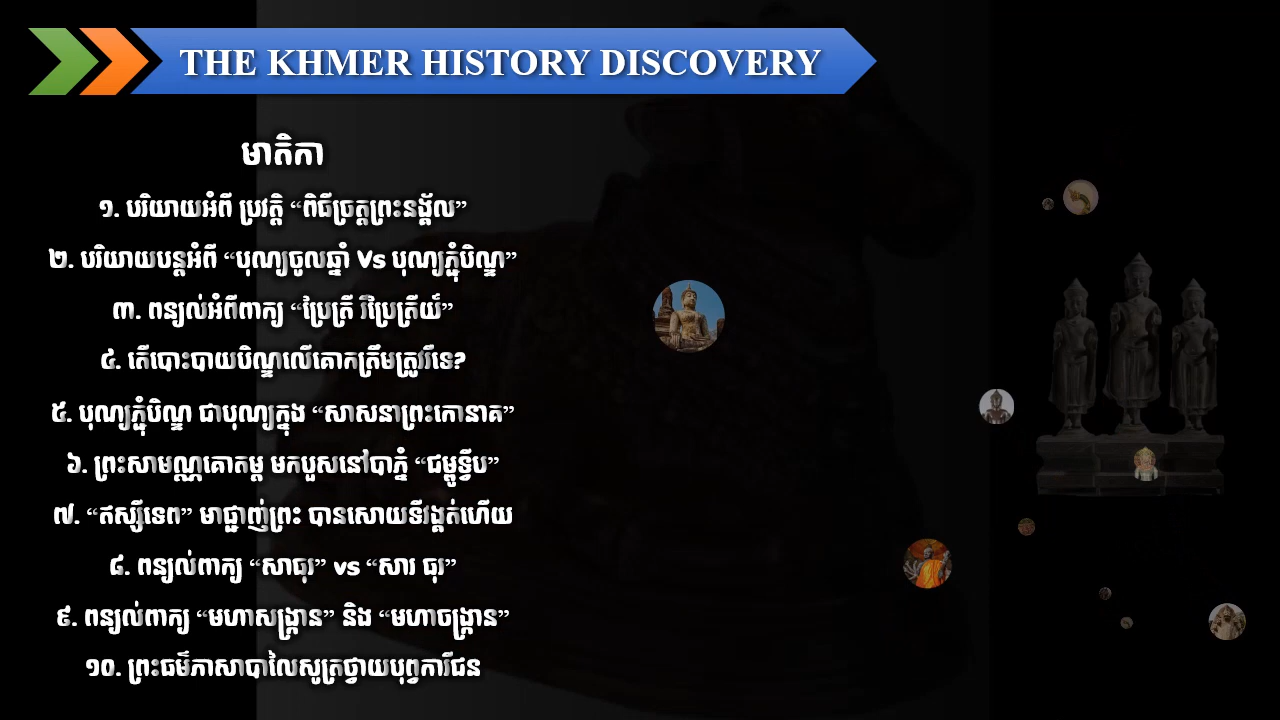 THE KHMER HISTORY DISCOVERY
មាតិកា
១. បរិយាយអំពី ប្រវត្តិ “ពិធីច្រត្តព្រះនង្គ័ល”
២. បរិយាយបន្តអំពី “បុណ្យចូលឆ្នាំ Vs បុណ្យភ្ជុំបិណ្ឌ”
៣. ពន្យល់អំពីពាក្យ “ប្រៃត្រី រឺប្រៃត្រីយ៍”
៤. តើបោះបាយបិណ្ឌលើគោកត្រឹមត្រូវរឺទេ?
៥. បុណ្យភ្ជុំបិណ្ឌ ជាបុណ្យក្នុង “សាសនាព្រះកោនាគ”
៦. ព្រះសាមណ្ណគោតម្ត មកបួសនៅបាភ្នំ “ជម្ពូទ្វីប”
៧. “ឥស្សីទេព” មាផ្ចាញ់ព្រះ បានសោយទីវង្គត់ហើយ
៨. ពន្យល់ពាក្យ “សាធុរ” vs “សារ ធុរ”
៩. ពន្យល់ពាក្យ “មហាសង្ក្រាន” និង “មហាចង្ក្រាន”
១០. ព្រះធម៌ភាសាបាលៃសូត្រថ្វាយបុព្វការីជន